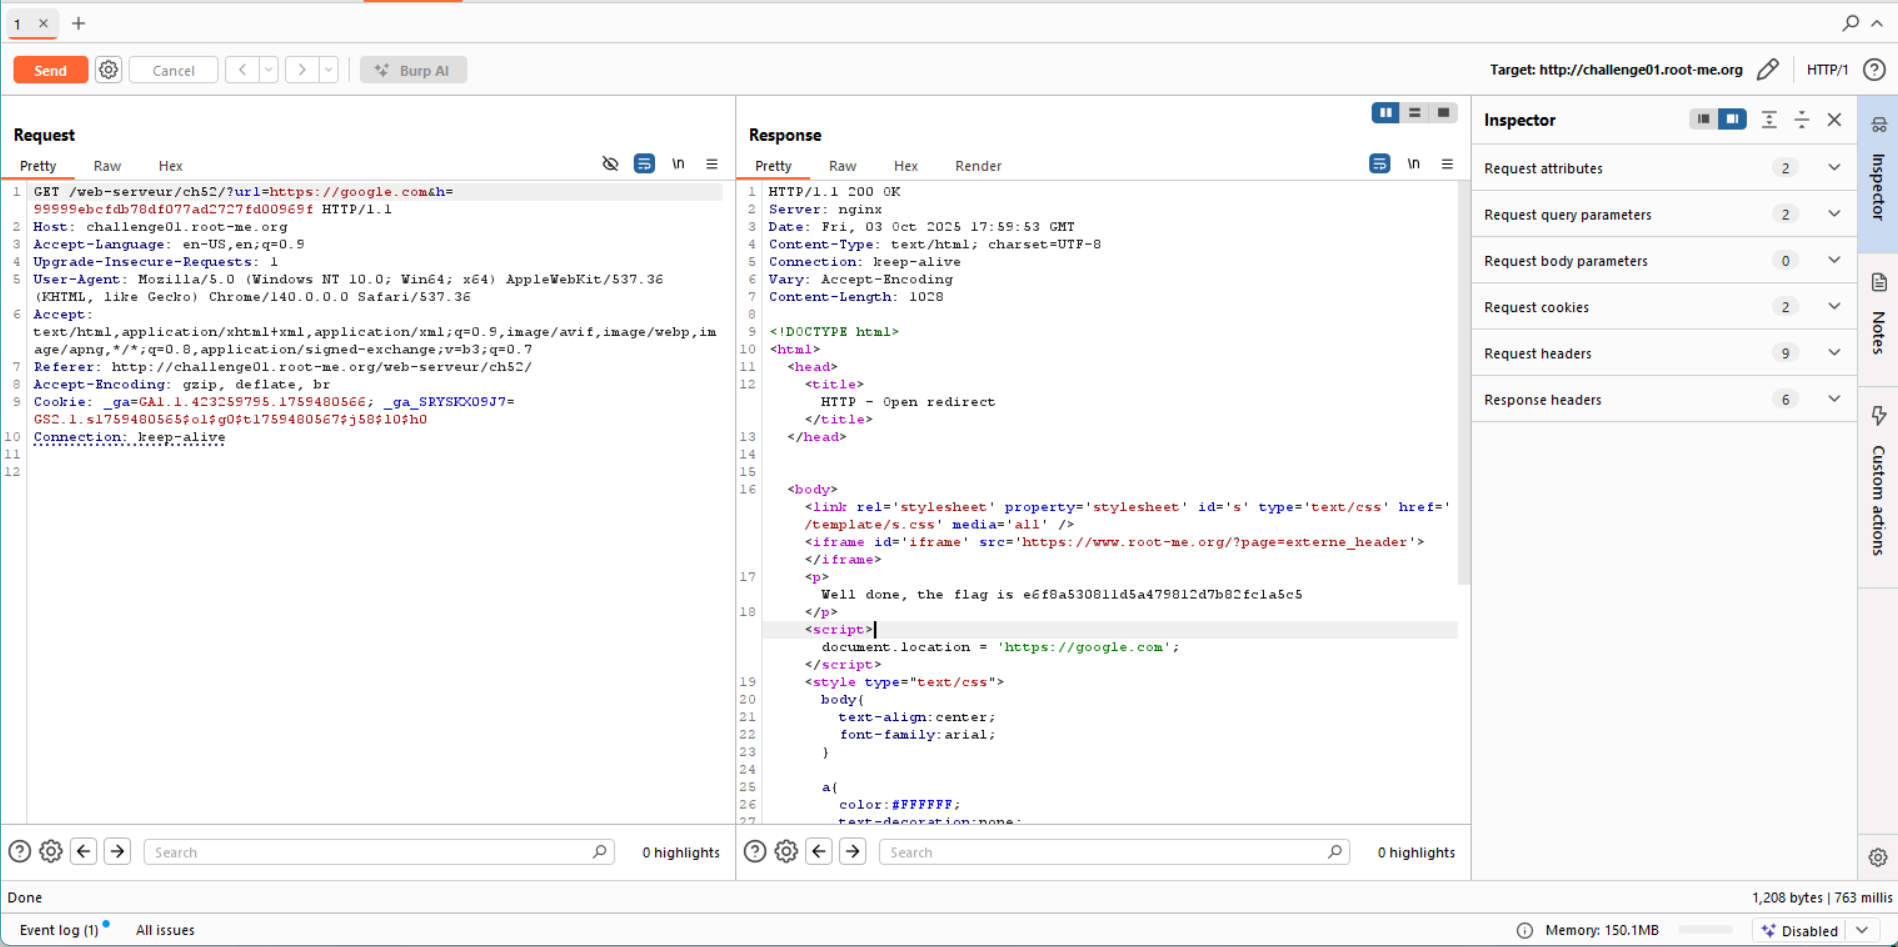 1 ×
Send Cancel Burp AI Target: http://challenge01.root-me.org HTTP/1
Request
Pretty Raw Hex \n
1 GET /web-serveur/ch52/?url=https://google.com&h=
99999ebcfdb78df077ad2727fd00969f HTTP/1.1
2 Host: challenge01.root-me.org
3 Accept-Language: en-US,en;q=0.9
4 Upgrade-Insecure-Requests: 1
5 User-Agent: Mozilla/5.0 (Windows NT 10.0; Win64; x64) AppleWebKit/537.36
(KHTML, like Gecko) Chrome/140.0.0.0 Safari/537.36
6 Accept:
text/html,application/xhtml+xml,application/xml;q=0.9,image/avif,image/webp,im
age/apng,*/*;q=0.8,application/signed-exchange;v=b3;q=0.7
7 Referer: http://challenge01.root-me.org/web-serveur/ch52/
8 Accept-Encoding: gzip, deflate, br
9 Cookie: _ga=GA1.1.423259795.1759480566; _ga_SRYSKX09J7=
GS2.1.s1759480565$o1$g0$t1759480567$j58$l0$h0
10 Connection: keep-alive
11
12
Search 0 highlights
Response
Pretty Raw Hex Render \n
1 HTTP/1.1 200 OK
2 Server: nginx
3 Date: Fri, 03 Oct 2025 17:59:53 GMT
4 Content-Type: text/html; charset=UTF-8
5 Connection: keep-alive
6 Vary: Accept-Encoding
7 Content-Length: 1028
8
9 <!DOCTYPE html>
10 <html>
11 <head>
12 <title>
HTTP - Open redirect
</title>
13 </head>
14
15
16 <body>
<link rel='stylesheet' property='stylesheet' id='s' type='text/css' href='
/template/s.css' media='all' />
<iframe id='iframe' src='https://www.root-me.org/?page=externe_header'>
</iframe>
17 <p>
Well done, the flag is e6f8a530811d5a479812d7b82fc1a5c5
18 </p>
<script>
document.location = 'https://google.com';
</script>
19 <style type="text/css">
20 body{
21 text-align:center;
22 font-family:arial;
23 }
24
25 a{
26 color:#FFFFFF;
27 text-decoration:none;
Search 0 highlights
Inspector
Request attributes 2
Request query parameters 2
Request body parameters 0
Request cookies 2
Request headers 9
Response headers 6
Inspector
Notes
Custom actions
Done 1,208 bytes | 763 millis
Event log (1) All issues Memory: 150.1MB Disabled